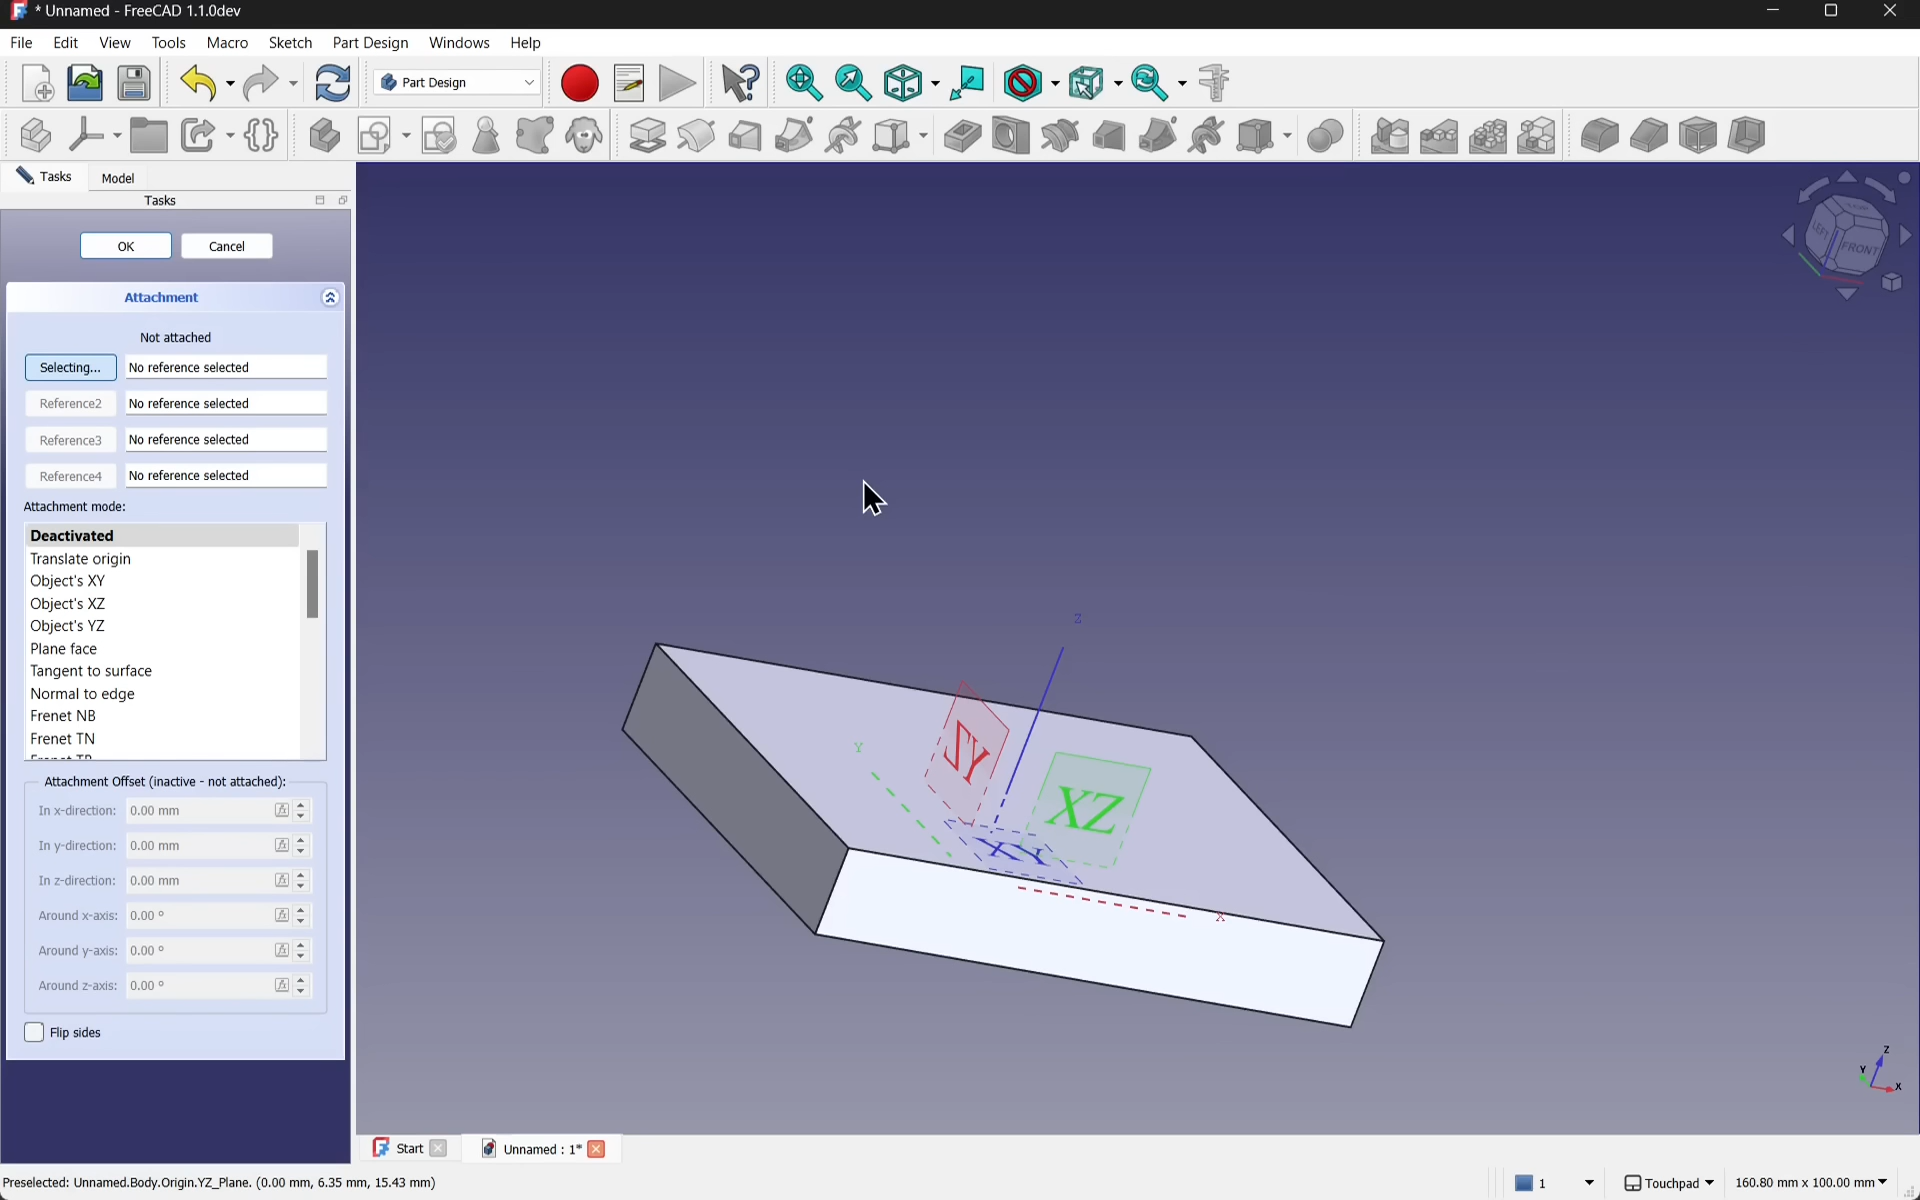 * Unnamed - FreeCAD 1.1.0dev
File Edit View Tools Macro Sketch Part Design Windows Help
Part Design
Tasks Model
Tasks
OK Cancel
Attachment
Not attached
Selecting... No reference selected
Reference2 No reference selected
Reference3 No reference selected
Reference4 No reference selected
Attachment mode:
Deactivated
Translate origin
Object's XY
Object's XZ
Object's YZ
Plane face
Tangent to surface
Normal to edge
Frenet NB
Frenet TN
Attachment Offset (inactive - not attached):
In x-direction: 0.00 mm
In y-direction: 0.00 mm
In z-direction: 0.00 mm
Around x-axis: 0.00 °
Around y-axis: 0.00 °
Around z-axis: 0.00 °
Flip sides
LEFT FRONT
Z
Y
YZ
XZ
XY
X
Z
Y
X
Start Unnamed : 1*
Preselected: Unnamed.Body.Origin.YZ_Plane. (0.00 mm, 6.35 mm, 15.43 mm)
1 Touchpad 160.80 mm x 100.00 mm